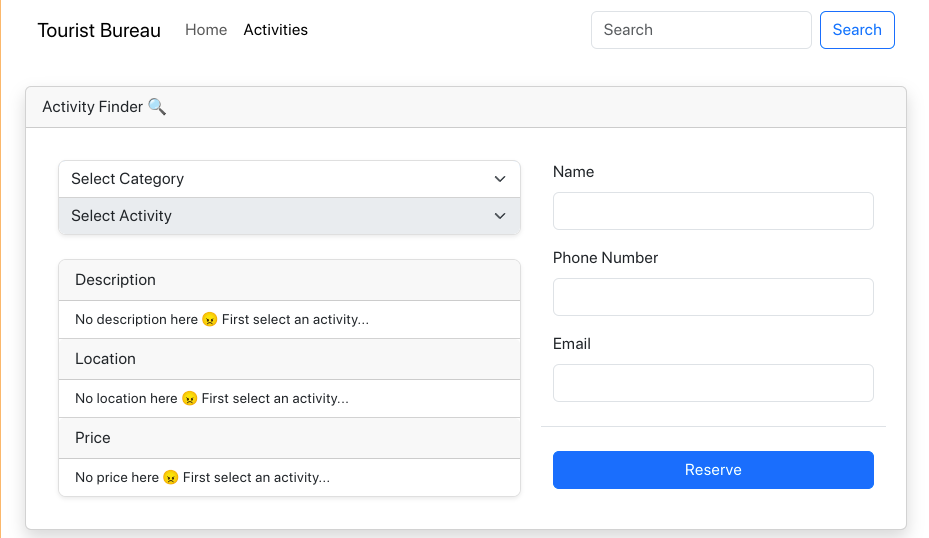 Tourist Bureau Home Activities Search Search
Activity Finder 🔍
Select Category
Select Activity
Description
No description here 😠 First select an activity...
Location
No location here 😠 First select an activity...
Price
No price here 😠 First select an activity...
Name
Phone Number
Email
Reserve